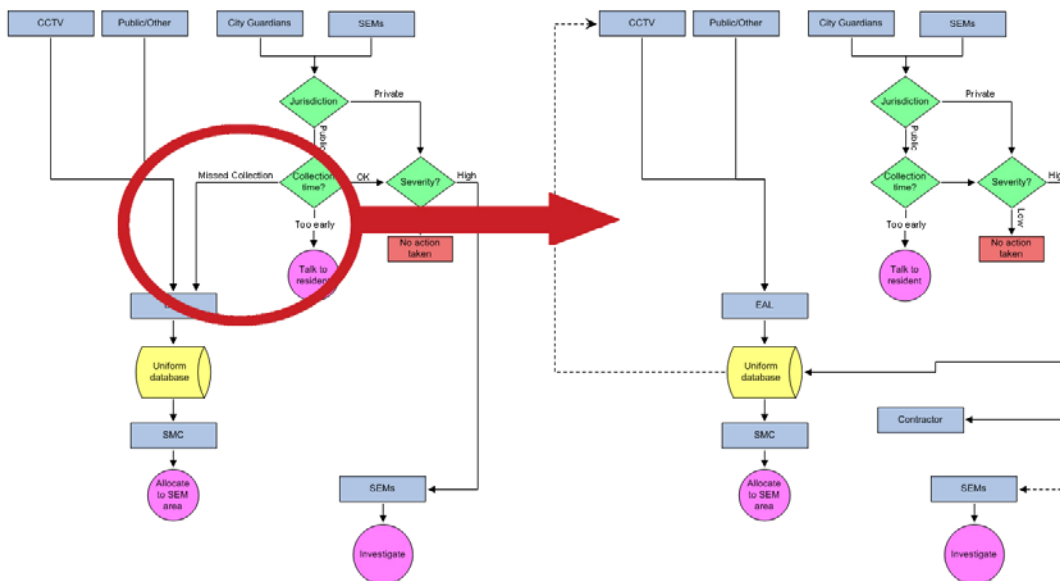 CCTV
Public/Other
City Guardians
SEMs
CCTV
Public/Other
City Guardians
SEMs
Jurisdiction
Private
Public
Jurisdiction
Private
Public
Missed Collection
Collection
time?
OK
Severity?
High
Collection
time?
Severity?
Low
Too early
No action
taken
Too early
No action
taken
Talk to
resident
Talk to
resident
EAL
Uniform
database
Uniform
database
SMC
SMC
Contractor
Allocate
to SEM
area
SEMs
Allocate
to SEM
area
SEMs
Investigate
Investigate